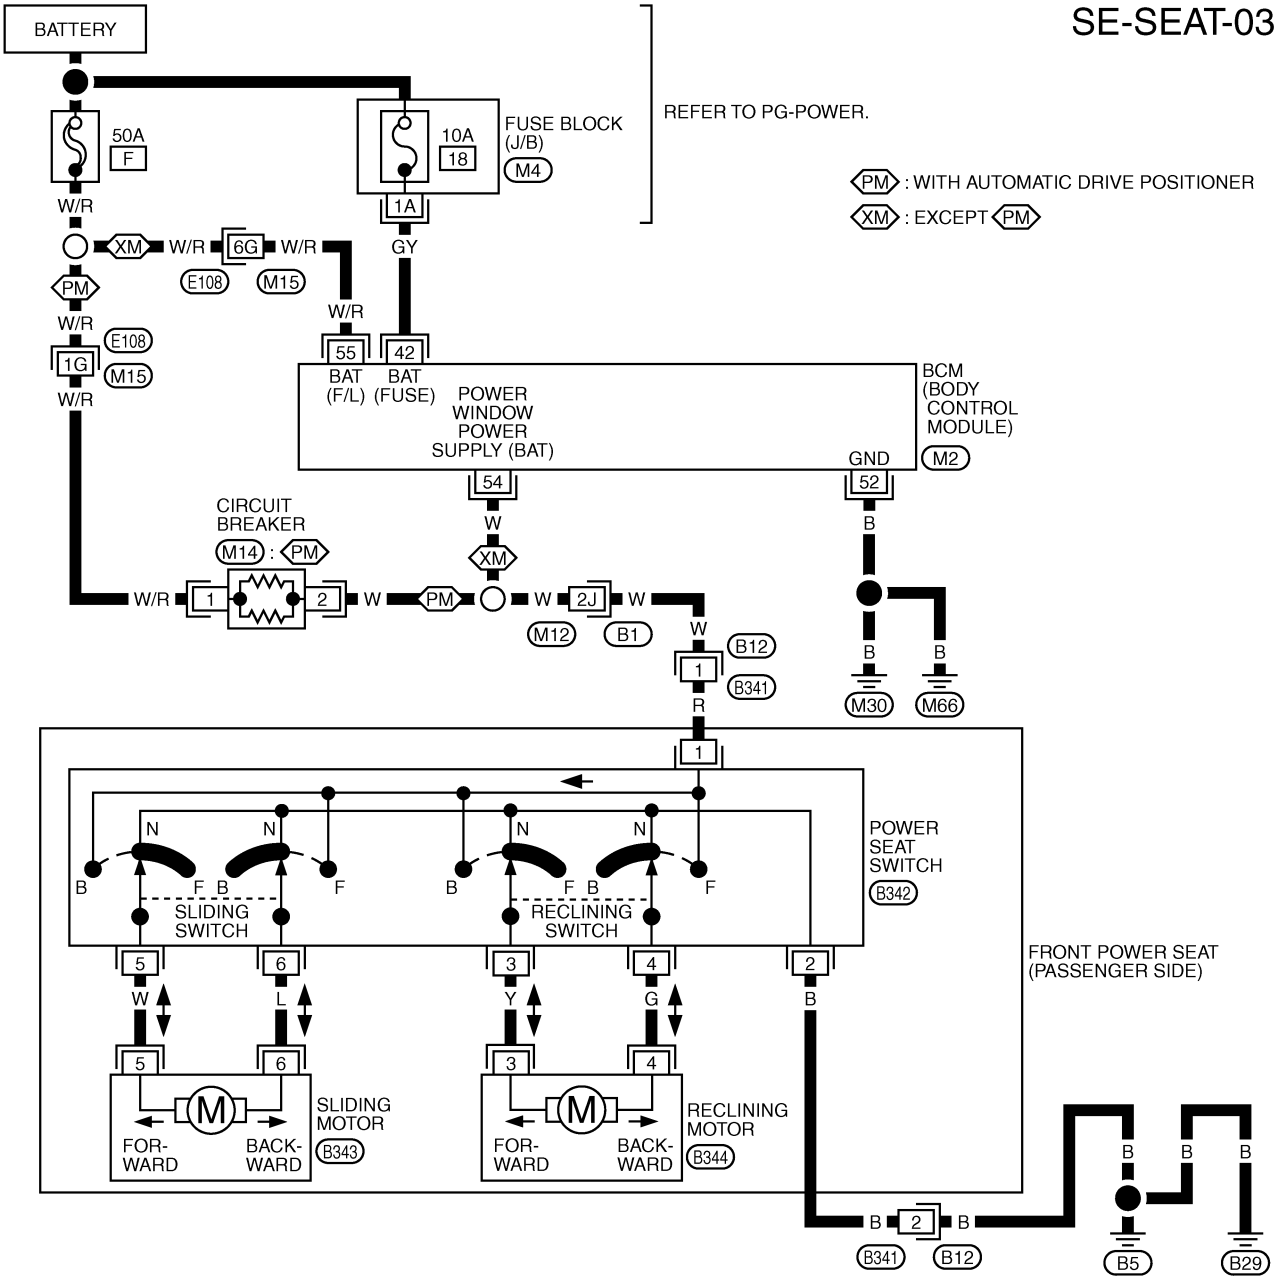 SE-SEAT-03
BATTERY
REFER TO PG-POWER.
50A
F
10A
18
FUSE BLOCK
(J/B)
M4
PM : WITH AUTOMATIC DRIVE POSITIONER
XM : EXCEPT PM
W/R
1A
XM W/R 6G W/R
GY
E108 M15
PM
W/R
W/R
E108
1G
M15
W/R
55 42
BAT
(F/L)
BAT
(FUSE)
POWER
WINDOW
POWER
SUPPLY (BAT)
GND
BCM
(BODY
CONTROL
MODULE)
M2
54
52
W
B
XM
CIRCUIT
BREAKER
M14 : PM
W/R 1 2 W PM W 2J W
M12 B1
W
B12
1
B341
R
B B
M30 M66
1
B N F B N F
B N F B N F
SLIDING
SWITCH
RECLINING
SWITCH
POWER
SEAT
SWITCH
B342
5 6 3 4 2
W L Y G B
5 6 3 4
M
FOR-
WARD
BACK-
WARD
SLIDING
MOTOR
B343
M
FOR-
WARD
BACK-
WARD
RECLINING
MOTOR
B344
FRONT POWER SEAT
(PASSENGER SIDE)
B 2 B
B341 B12
B B B
B5 B29